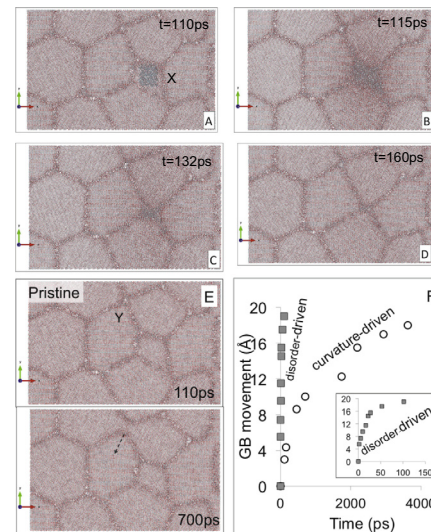 t=110ps
X
A
t=115ps
B
t=132ps
C
t=160ps
D
Pristine
E
Y
110ps
700ps
F
GB movement (Å)
20
16
12
8
4
0
disorder-driven
curvature-driven
20
16
12
8
4
0
0 50 100
disorder-driven
0 2000 4000
Time (ps)